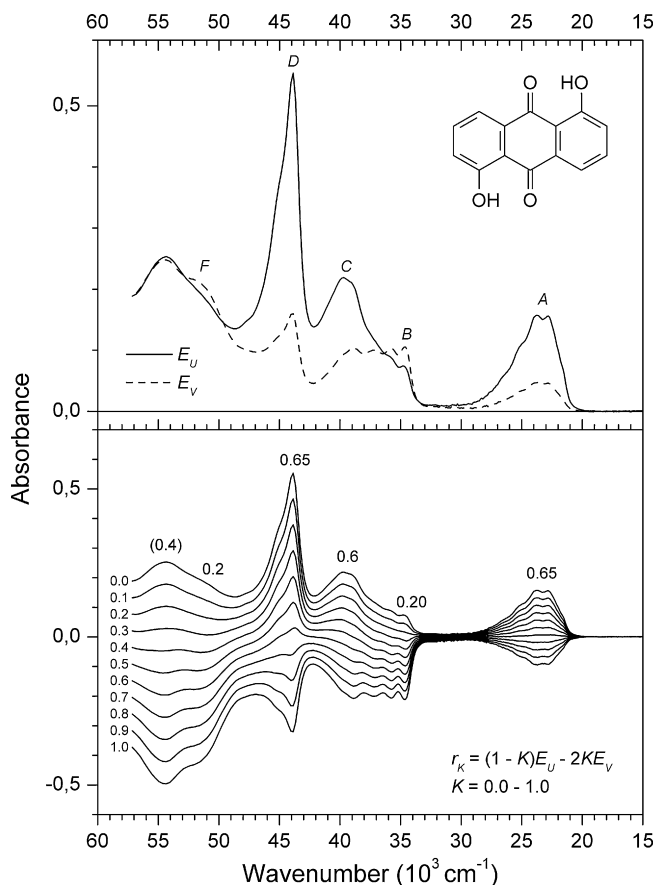 60 55 50 45 40 35 30 25 20 15
D
O
HO
OH
O
0,5
F
C
A
B
E_U
E_V
0,0
Absorbance
0.65
0,5
(0.4)
0.2
0.6
0.20
0.65
0.0
0.1
0.2
0.3
0,0
0.4
0.5
0.6
0.7
0.8
0.9
1.0
r_K = (1 - K)E_U - 2KE_V
K = 0.0 - 1.0
-0,5
60 55 50 45 40 35 30 25 20 15
Wavenumber (10³ cm⁻¹)